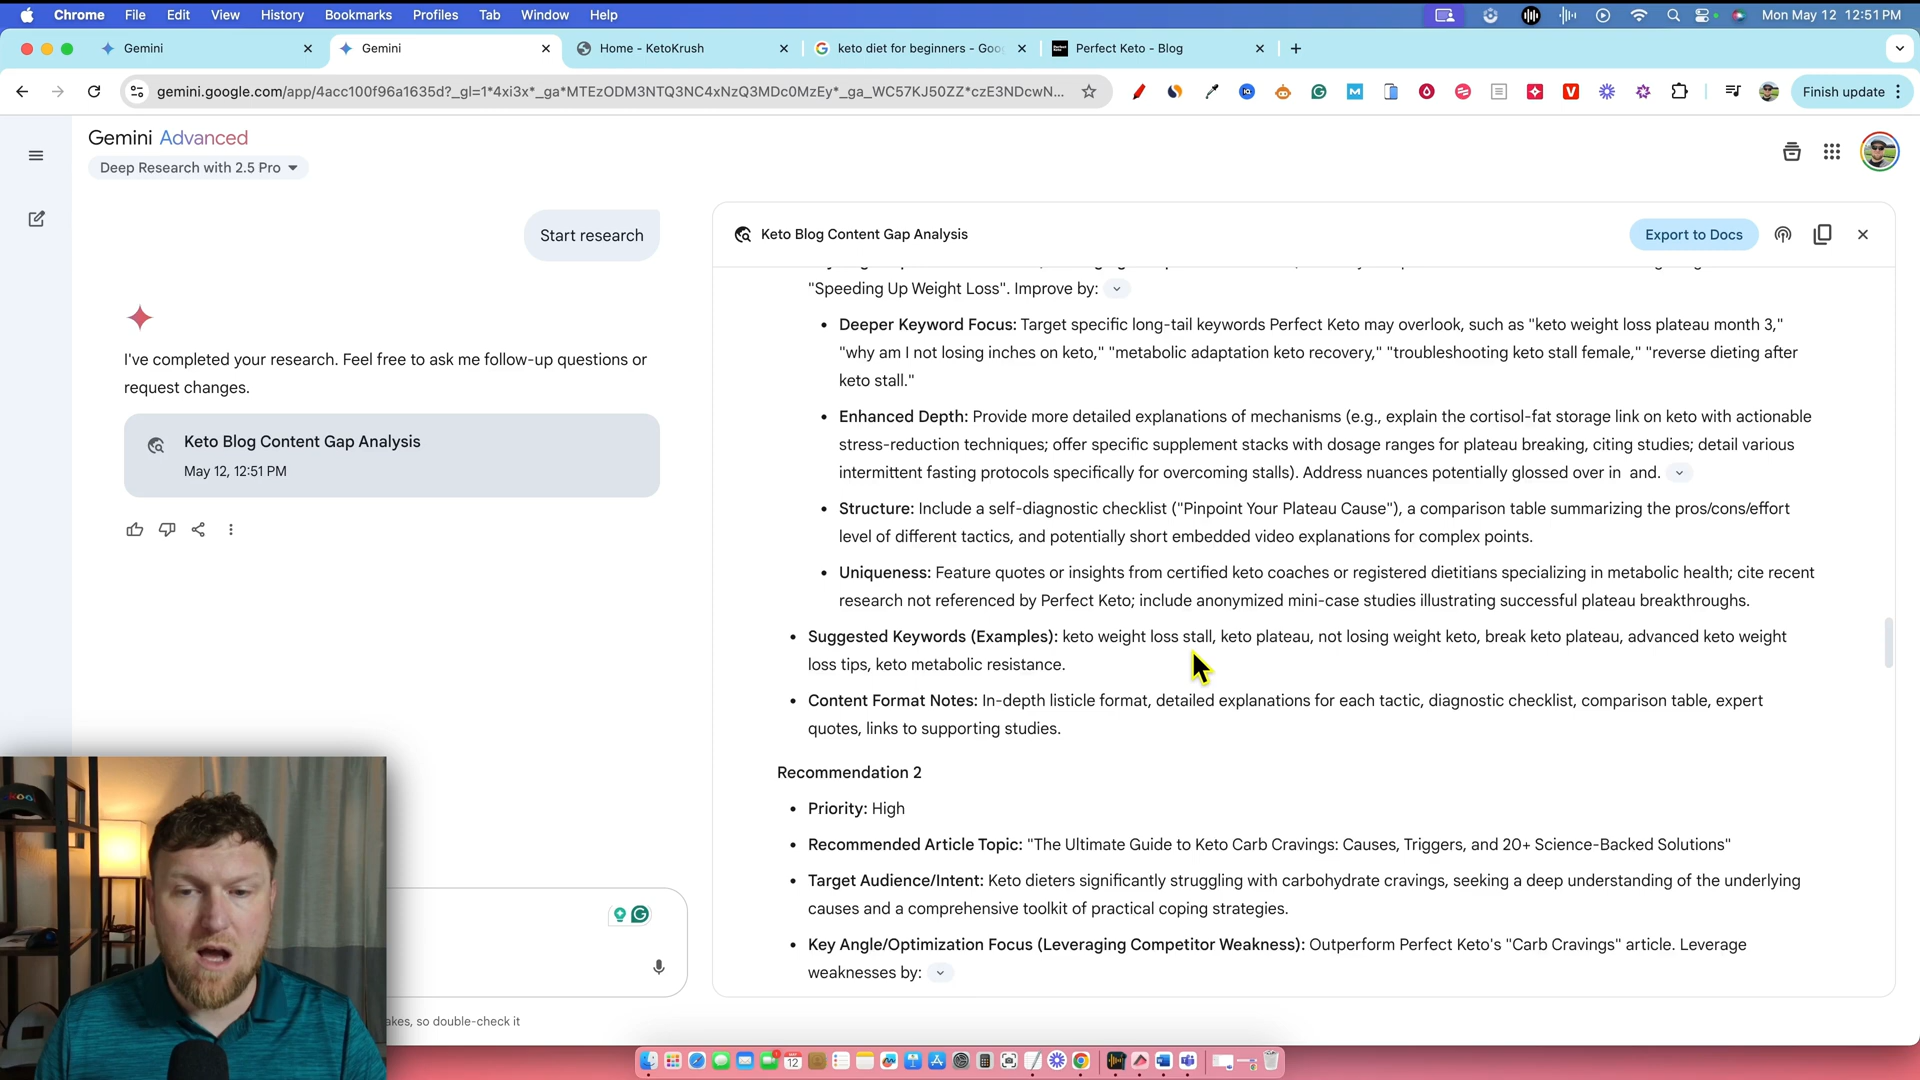 Chrome File Edit View History Bookmarks Profiles Tab Window Help
Mon May 12 12:51 PM
Gemini
Gemini
Home - KetoKrush
keto diet for beginners - Goo
Perfect Keto - Blog
gemini.google.com/app/4acc100f96a1635d?_gl=1*4xi3x*_ga*MTEzODM3NTQ3NC4xNzQ3MDc0MzEy*_ga_WC57KJ50ZZ*czE3NDcwN...
Finish update
Gemini Advanced
Deep Research with 2.5 Pro
Start research
I've completed your research. Feel free to ask me follow-up questions or
request changes.
Keto Blog Content Gap Analysis
May 12, 12:51 PM
akes, so double-check it
Keto Blog Content Gap Analysis
Export to Docs
"Speeding Up Weight Loss". Improve by:
• Deeper Keyword Focus: Target specific long-tail keywords Perfect Keto may overlook, such as "keto weight loss plateau month 3,"
"why am I not losing inches on keto," "metabolic adaptation keto recovery," "troubleshooting keto stall female," "reverse dieting after
keto stall."
• Enhanced Depth: Provide more detailed explanations of mechanisms (e.g., explain the cortisol-fat storage link on keto with actionable
stress-reduction techniques; offer specific supplement stacks with dosage ranges for plateau breaking, citing studies; detail various
intermittent fasting protocols specifically for overcoming stalls). Address nuances potentially glossed over in and.
• Structure: Include a self-diagnostic checklist ("Pinpoint Your Plateau Cause"), a comparison table summarizing the pros/cons/effort
level of different tactics, and potentially short embedded video explanations for complex points.
• Uniqueness: Feature quotes or insights from certified keto coaches or registered dietitians specializing in metabolic health; cite recent
research not referenced by Perfect Keto; include anonymized mini-case studies illustrating successful plateau breakthroughs.
• Suggested Keywords (Examples): keto weight loss stall, keto plateau, not losing weight keto, break keto plateau, advanced keto weight
loss tips, keto metabolic resistance.
• Content Format Notes: In-depth listicle format, detailed explanations for each tactic, diagnostic checklist, comparison table, expert
quotes, links to supporting studies.
Recommendation 2
• Priority: High
• Recommended Article Topic: "The Ultimate Guide to Keto Carb Cravings: Causes, Triggers, and 20+ Science-Backed Solutions"
• Target Audience/Intent: Keto dieters significantly struggling with carbohydrate cravings, seeking a deep understanding of the underlying
causes and a comprehensive toolkit of practical coping strategies.
• Key Angle/Optimization Focus (Leveraging Competitor Weakness): Outperform Perfect Keto's "Carb Cravings" article. Leverage
weaknesses by: